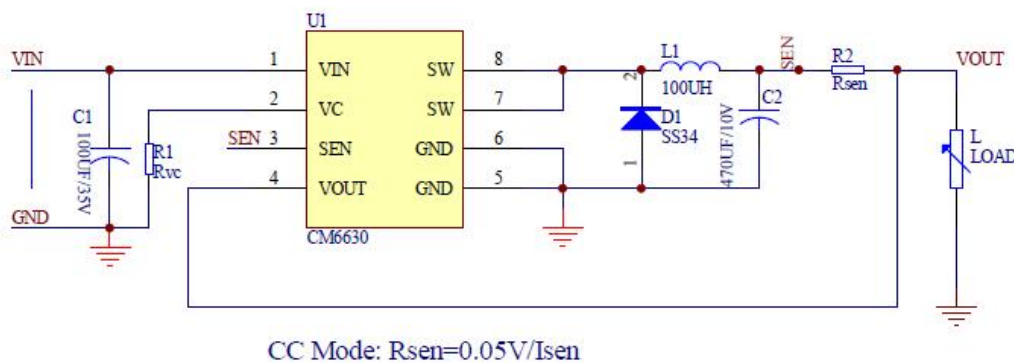 U1
VIN
1
VIN
SW
8
L1
SEN
R2
VOUT
2
VC
SW
7
2
100UH
C2
Rsen
C1
100UF/35V
R1
Rvc
SEN
3
SEN
GND
6
D1
SS34
470UF/10V
L
LOAD
4
VOUT
GND
5
1
GND
CM6630
CC Mode: Rsen=0.05V/Isen